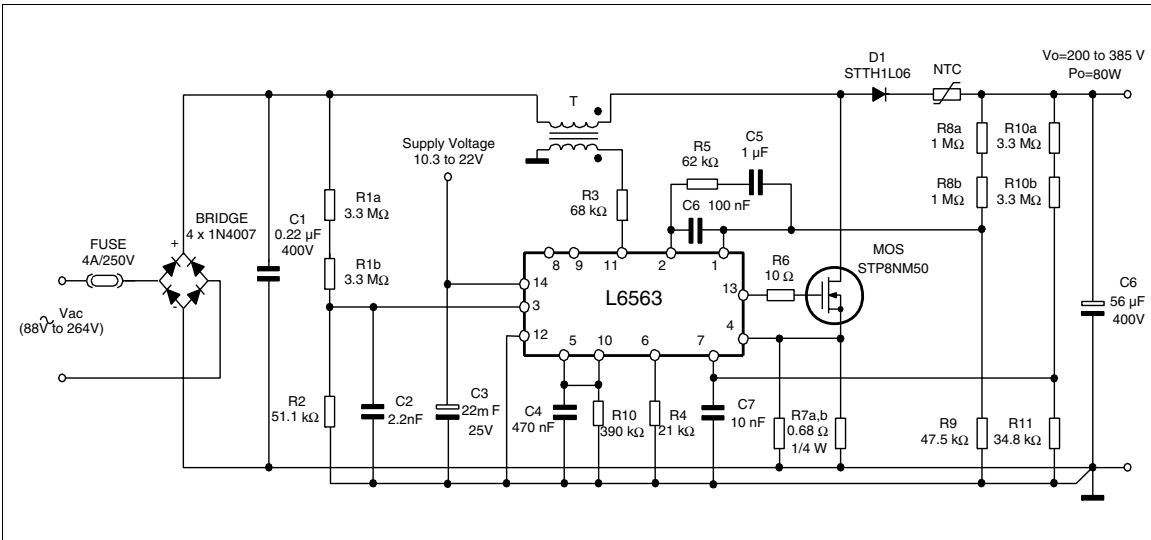 D1
STTH1L06
NTC
Vo=200 to 385 V
Po=80W
T
Supply Voltage
10.3 to 22V
R5
62 kΩ
C5
1 µF
R8a
1 MΩ
R10a
3.3 MΩ
R1a
3.3 MΩ
R3
68 kΩ
C6 100 nF
R8b
1 MΩ
R10b
3.3 MΩ
BRIDGE
4 x 1N4007
+
-
C1
0.22 µF
400V
FUSE
4A/250V
R1b
3.3 MΩ
8
9
11
2
1
MOS
STP8NM50
R6
10 Ω
14
3
12
L6563
13
4
C6
56 µF
400V
Vac
~
(88V to 264V)
5
10
6
7
R2
51.1 kΩ
C2
2.2nF
C3
22m F
25V
C4
470 nF
R10
390 kΩ
R4
21 kΩ
C7
10 nF
R7a,b
0.68 Ω
1/4 W
R9
47.5 kΩ
R11
34.8 kΩ